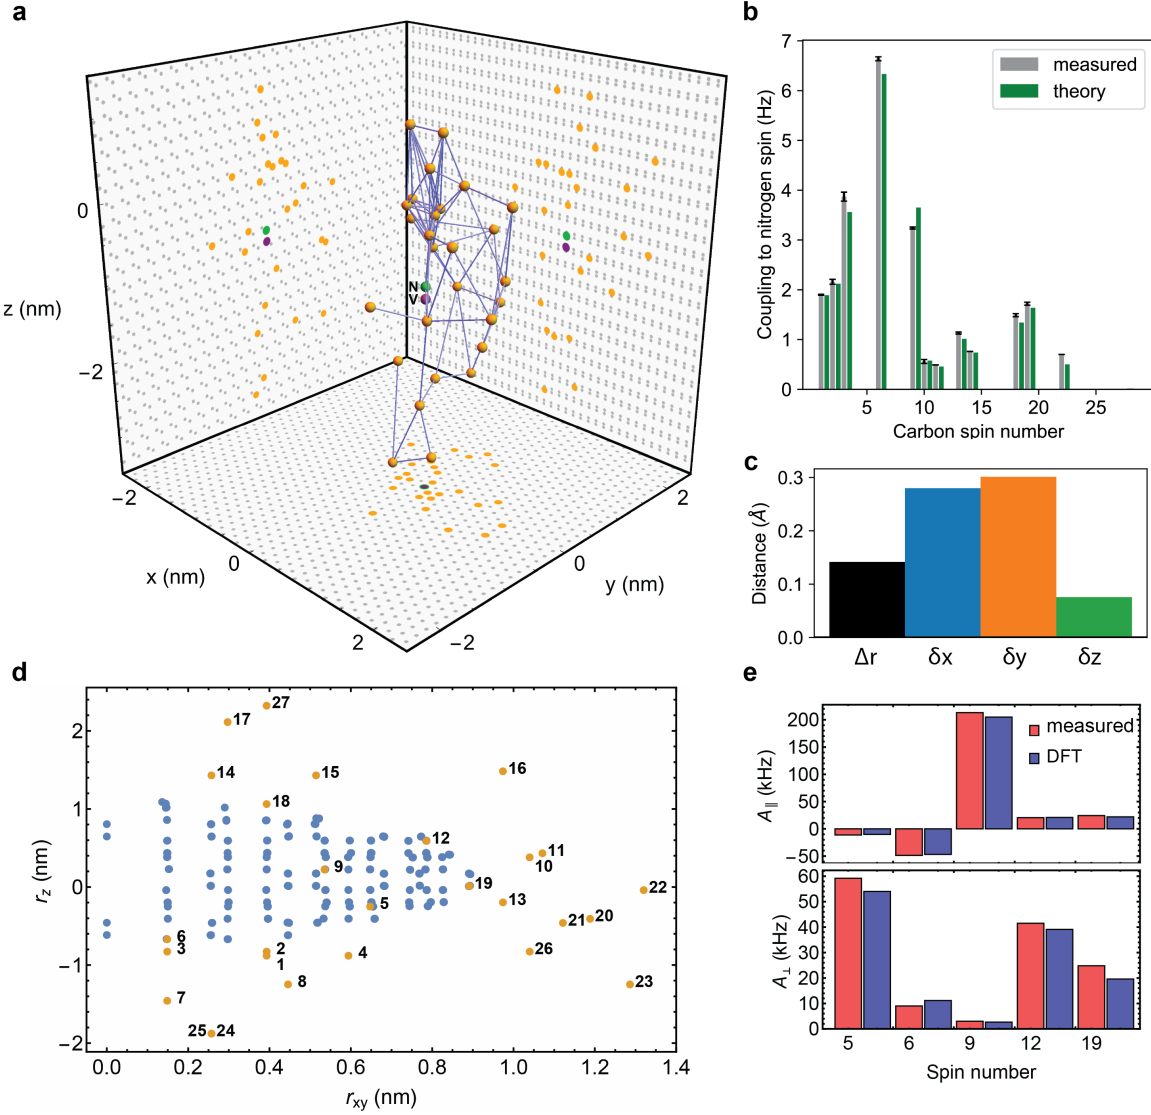 a
0
−2
z (nm)
N
V
−2
0
2
x (nm)
−2
0
2
y (nm)
b
7
6
5
4
3
2
1
0
Coupling to nitrogen spin (Hz)
measured
theory
5 10 15 20 25
Carbon spin number
c
0.3
0.2
0.1
0.0
Distance (Å)
Δr δx δy δz
d
2
1
0
−1
−2
r_z (nm)
27
17
14
15
16
18
12
11
10
9
19
22
5
13
20
21
6
3
2
1
4
26
8
23
7
25 24
0.0 0.2 0.4 0.6 0.8 1.0 1.2 1.4
r_xy (nm)
e
200
150
100
50
0
−50
A_∥ (kHz)
measured
DFT
60
50
40
30
20
10
0
A_⊥ (kHz)
5 6 9 12 19
Spin number